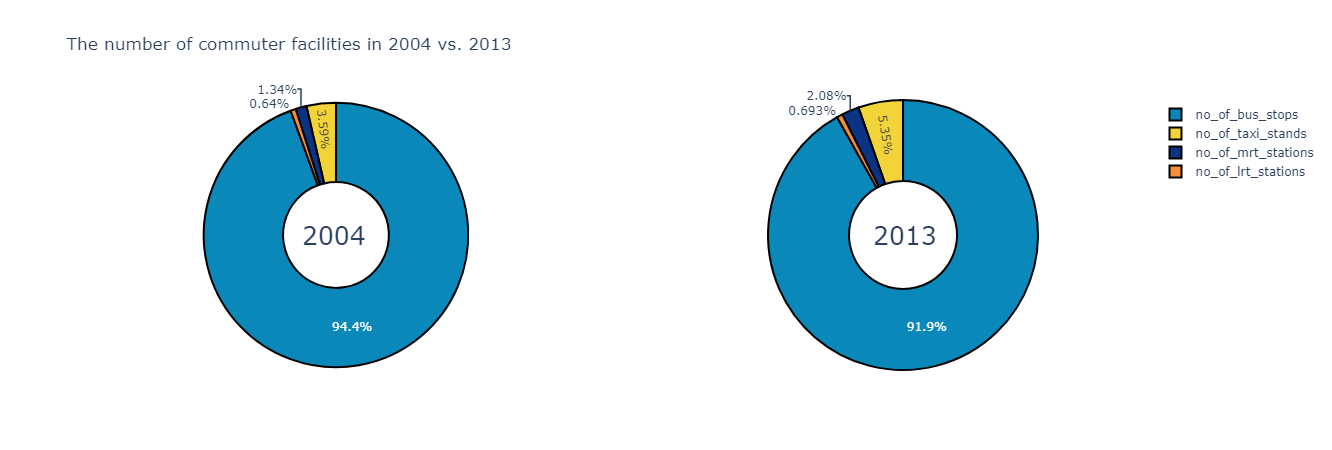 The number of commuter facilities in 2004 vs. 2013
1.34%
0.64%
3.59%
2004
94.4%
2.08%
0.693%
5.35%
2013
91.9%
no_of_bus_stops
no_of_taxi_stands
no_of_mrt_stations
no_of_lrt_stations